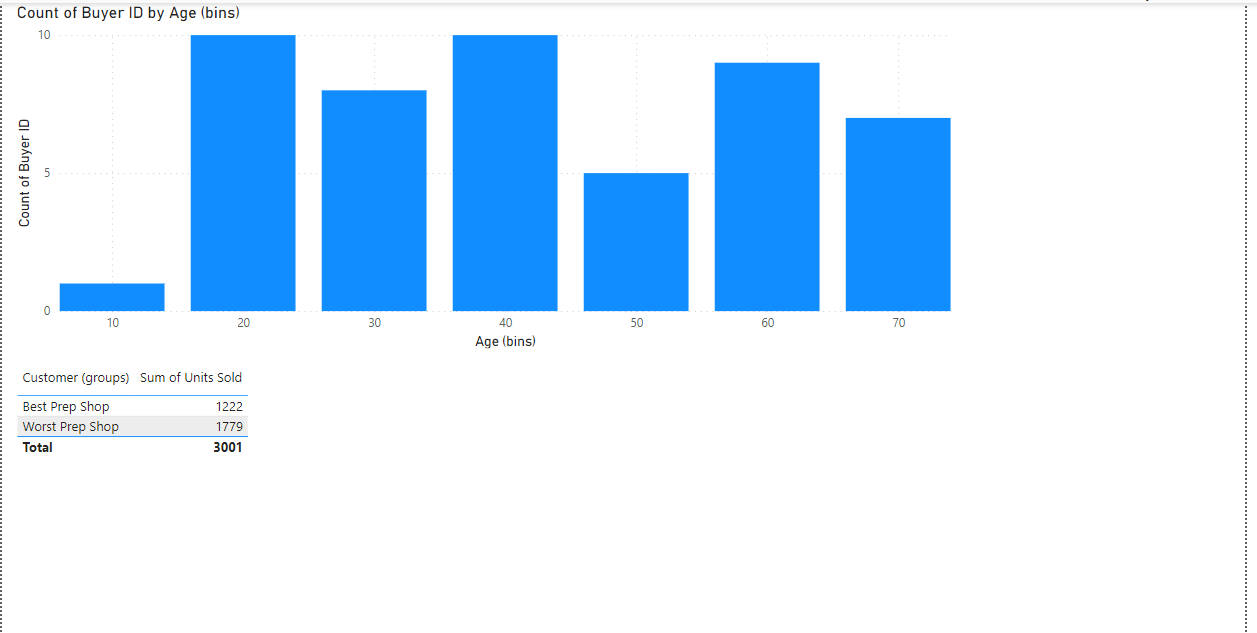 Count of Buyer ID by Age (bins)
10
5
0
Count of Buyer ID
10 20 30 40 50 60 70
Age (bins)
Customer (groups) Sum of Units Sold
Best Prep Shop 1222
Worst Prep Shop 1779
Total 3001